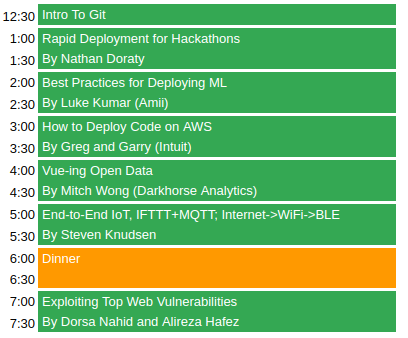 12:30 Intro To Git
1:00 Rapid Deployment for Hackathons
1:30 By Nathan Doraty
2:00 Best Practices for Deploying ML
2:30 By Luke Kumar (Amii)
3:00 How to Deploy Code on AWS
3:30 By Greg and Garry (Intuit)
4:00 Vue-ing Open Data
4:30 By Mitch Wong (Darkhorse Analytics)
5:00 End-to-End IoT, IFTTT+MQTT; Internet->WiFi->BLE
5:30 By Steven Knudsen
6:00 Dinner
6:30
7:00 Exploiting Top Web Vulnerabilities
7:30 By Dorsa Nahid and Alireza Hafez